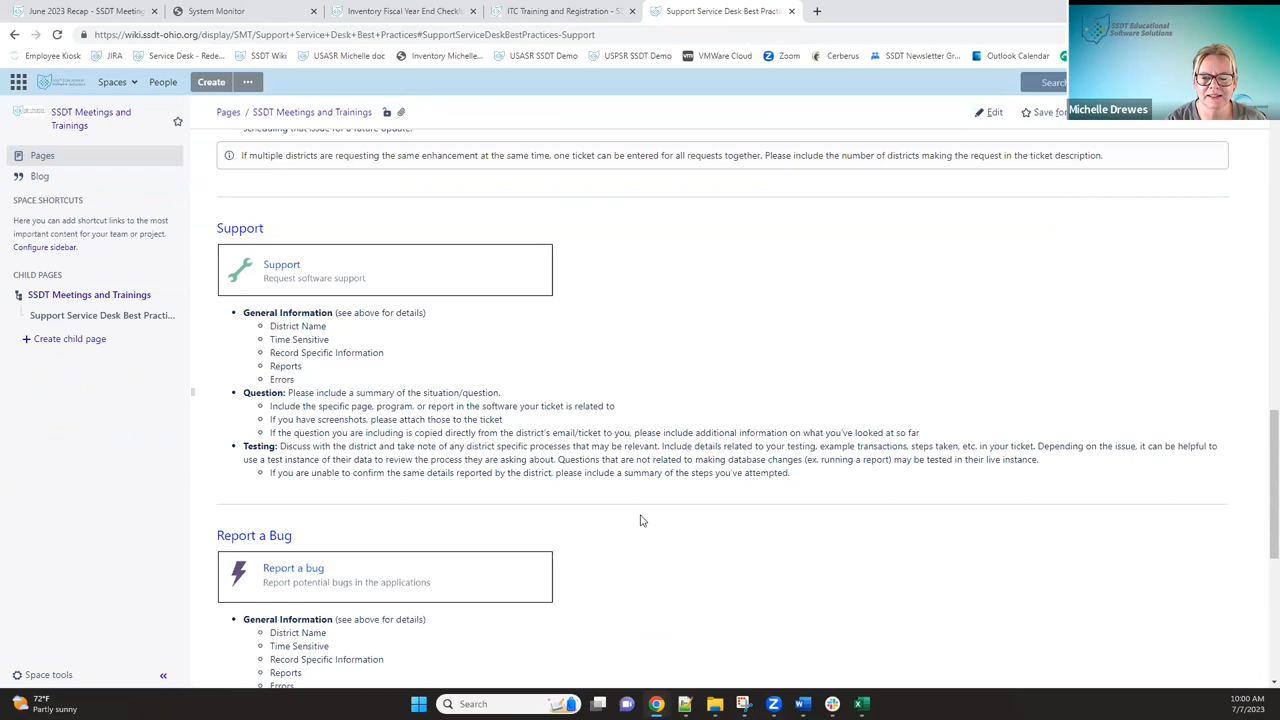 June 2023 Recap - SSDT Meeting
System Monitor
Inventory Fiscal Year End Checkli
ITC Training and Registration - S
Support Service Desk Best Practi
https://wiki.ssdt-ohio.org/display/SMT/Support+Service+Desk+Best+Practices#SupportServiceDeskBestPractices-Support
Employee Kiosk
JIRA
Service Desk - Rede...
SSDT Wiki
USASR Michelle doc
Inventory Michelle...
USASR SSDT Demo
USPSR SSDT Demo
VMWare Cloud
Zoom
Cerberus
SSDT Newsletter Gr...
Outlook Calendar
SSDT Educational
Software Solutions
Michelle Drewes
Spaces
People
Create
Search
SSDT Meetings and
Trainings
Pages
Blog
SPACE SHORTCUTS
Here you can add shortcut links to the most
important content for your team or project.
Configure sidebar.
CHILD PAGES
SSDT Meetings and Trainings
Support Service Desk Best Practi...
Create child page
Space tools
Pages / SSDT Meetings and Trainings
Edit
Save for
scheduling that issue for a future update.
If multiple districts are requesting the same enhancement at the same time, one ticket can be entered for all requests together. Please include the number of districts making the request in the ticket description.
Support
Support
Request software support
General Information (see above for details)
District Name
Time Sensitive
Record Specific Information
Reports
Errors
Question: Please include a summary of the situation/question.
Include the specific page, program, or report in the software your ticket is related to
If you have screenshots, please attach those to the ticket
If the question you are including is copied directly from the district's email/ticket to you, please include additional information on what you've looked at so far
Testing: Discuss with the district and take note of any district specific processes that may be relevant. Include details related to your testing, example transactions, steps taken, etc. in your ticket. Depending on the issue, it can be helpful to
use a test instance of their data to review the process they are asking about. Questions that are not related to making database changes (ex. running a report) may be tested in their live instance.
If you are unable to confirm the same details reported by the district, please include a summary of the steps you've attempted.
Report a Bug
Report a bug
Report potential bugs in the applications
General Information (see above for details)
District Name
Time Sensitive
Record Specific Information
Reports
Errors
72°F
Partly sunny
Search
10:00 AM
7/7/2023